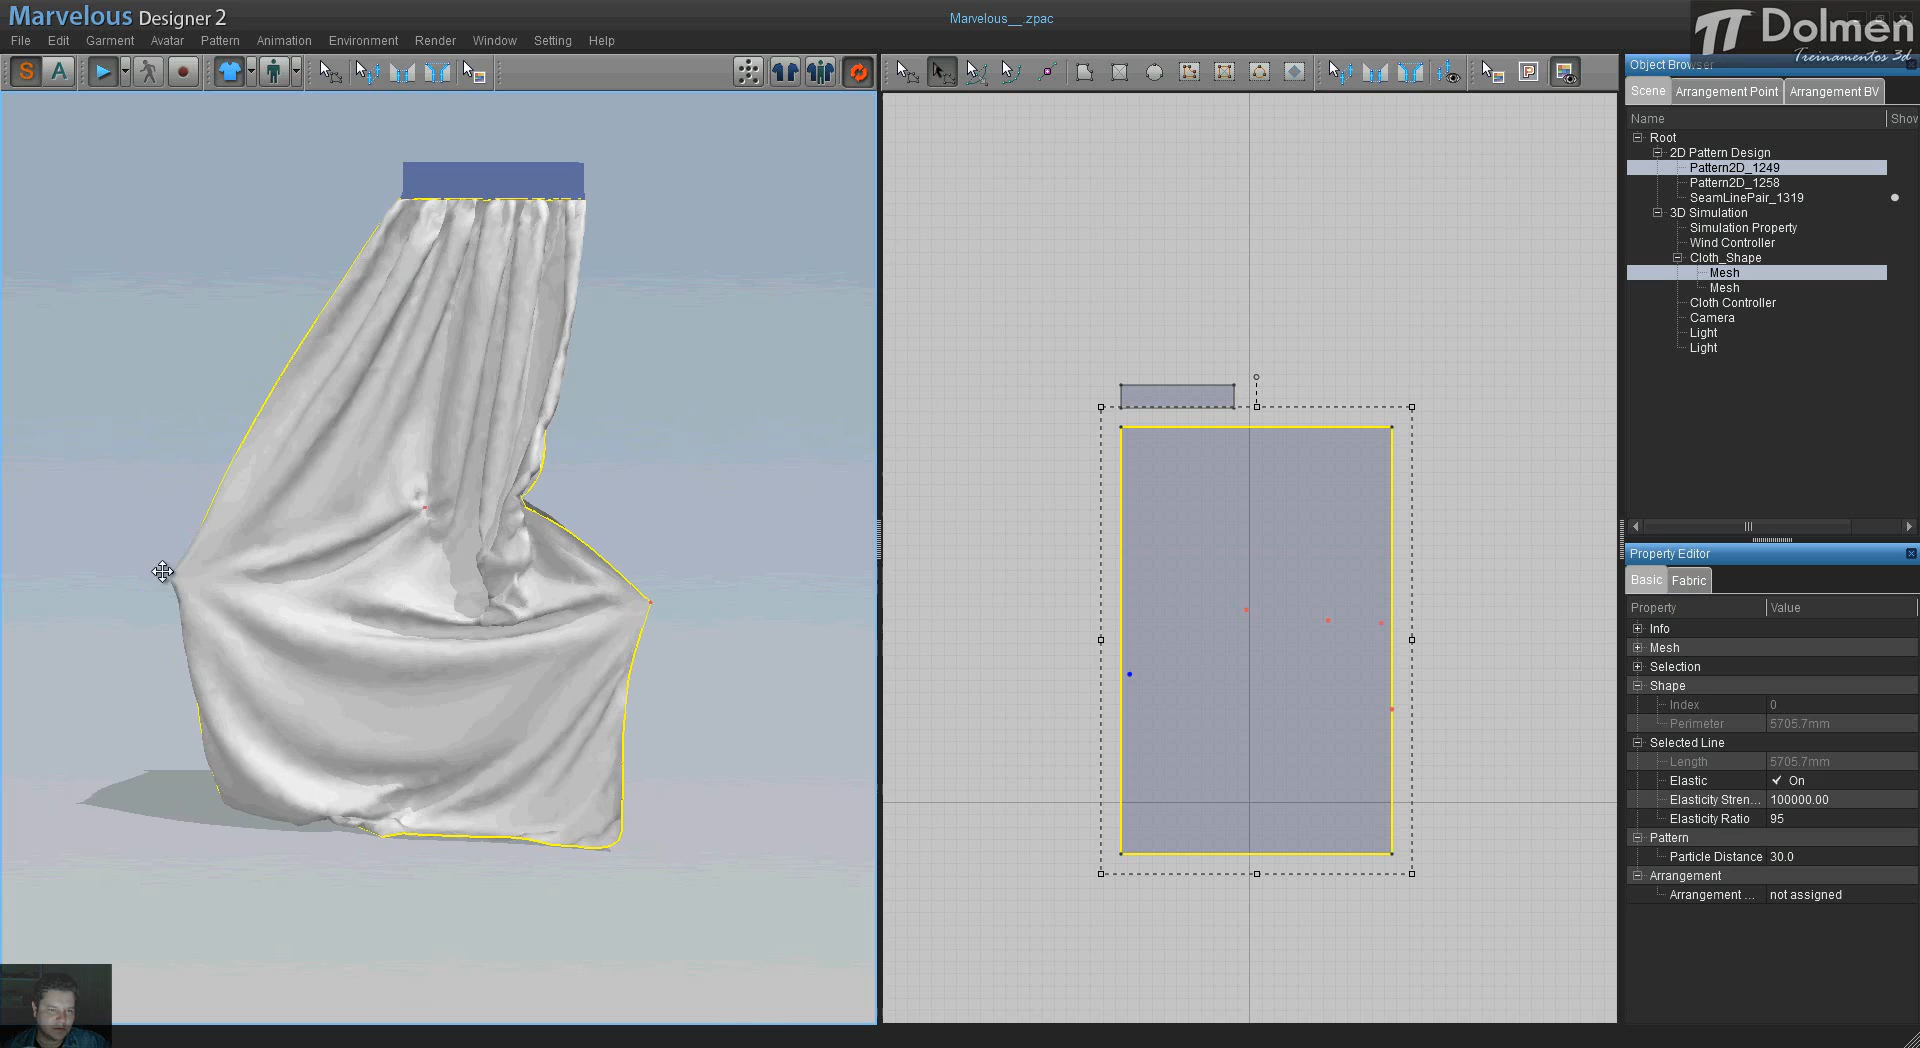 Marvelous Designer 2
Marvelous__.zpac
Dolmen
Treinamentos 3d
File Edit Garment Avatar Pattern Animation Environment Render Window Setting Help
S A
P
Object Browser
Scene Arrangement Point Arrangement BV
Name Show
Root
2D Pattern Design
Pattern2D_1249
Pattern2D_1258
SeamLinePair_1319
3D Simulation
Simulation Property
Wind Controller
Cloth_Shape
Mesh
Mesh
Cloth Controller
Camera
Light
Light
Property Editor
Basic Fabric
Property Value
Info
Mesh
Selection
Shape
Index 0
Perimeter 5705.7mm
Selected Line
Length 5705.7mm
Elastic On
Elasticity Stren... 100000.00
Elasticity Ratio 95
Pattern
Particle Distance 30.0
Arrangement
Arrangement ... not assigned